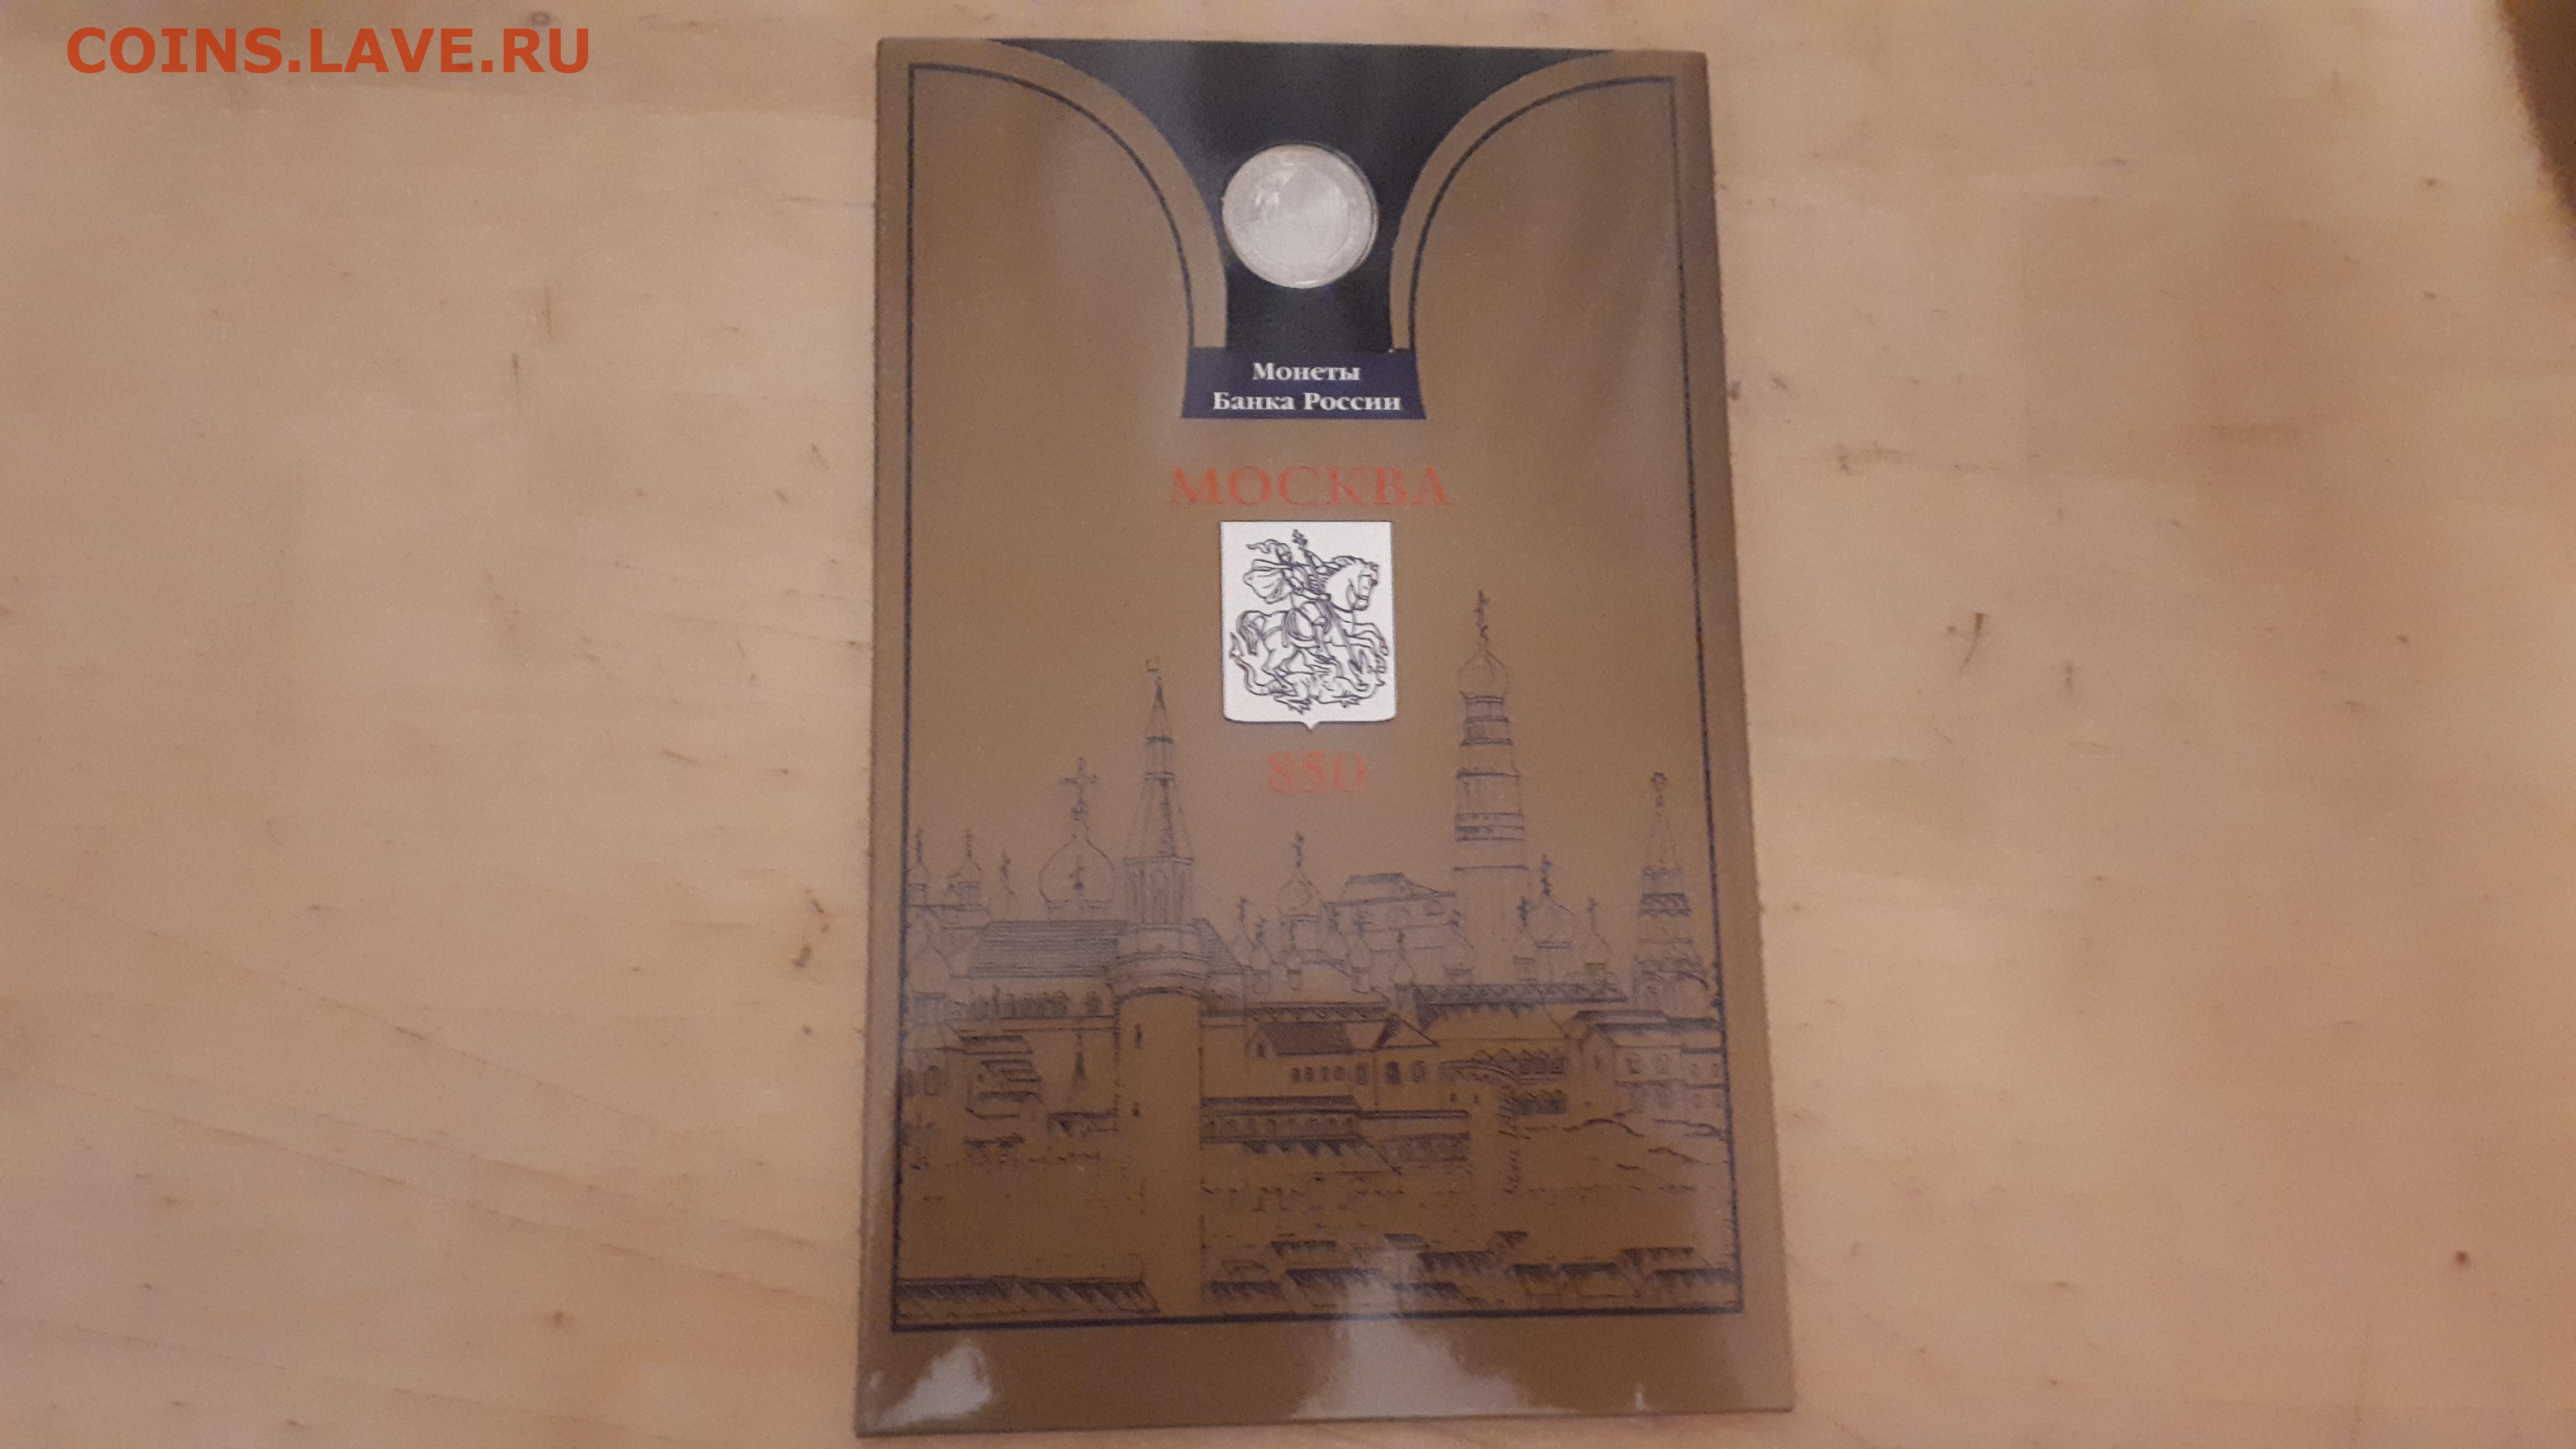 COINS.LAVE.RU
Монеты
Банка России
МОСКВА
850